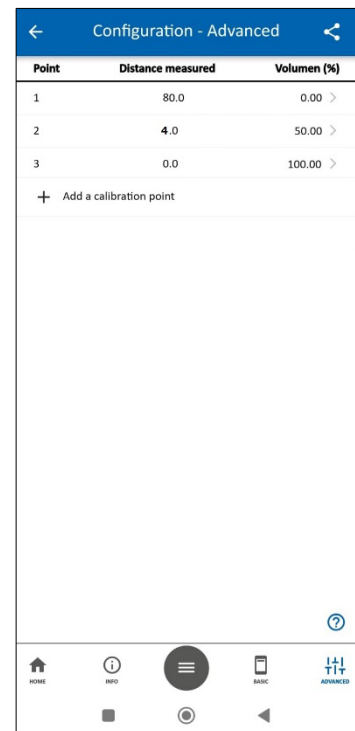 Configuration - Advanced
Point Distance measured Volumen (%)
1 80.0 0.00
2 4.0 50.00
3 0.0 100.00
+ Add a calibration point
HOME INFO BASIC ADVANCED